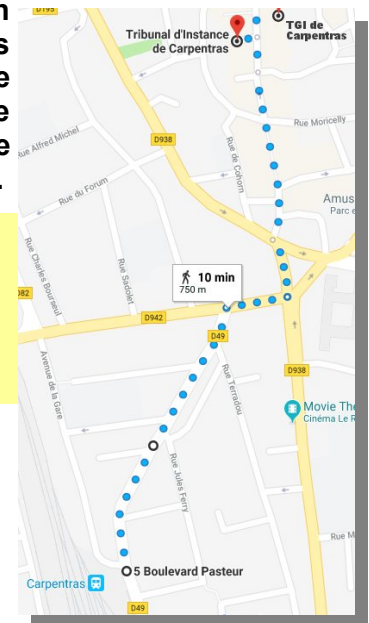 D195
Tribunal d'Instance
de Carpentras
TGI de
Carpentras
Rue Moricelly
Rue Alfred Michel
D938
Rue de Cohorn
Rue du Forum
Amus
Parc e
Rue Charles Bourseul
Rue Sadolet
10 min
750 m
D82
D942
D49
Avenue de la Gare
Rue Terradou
D938
Movie The
Cinéma Le R
Rue Jules Ferry
Rue M
5 Boulevard Pasteur
Carpentras
D49